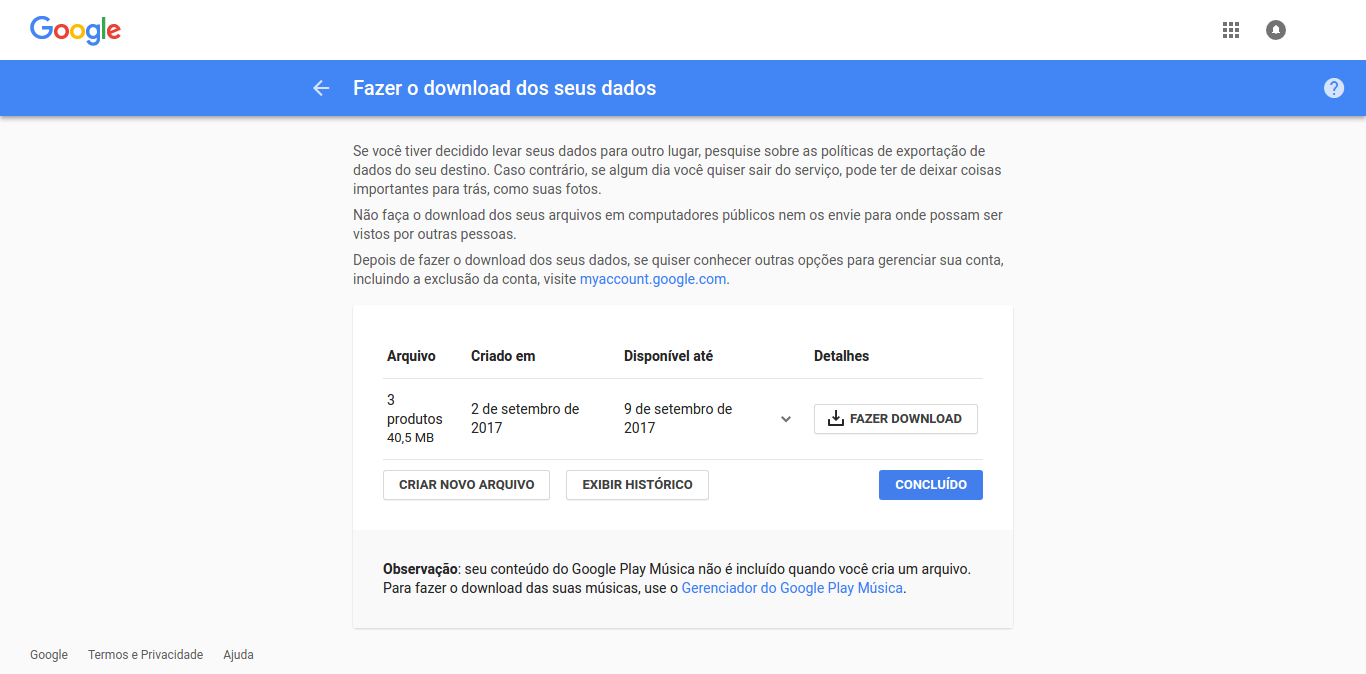 Google
Fazer o download dos seus dados
?
Se você tiver decidido levar seus dados para outro lugar, pesquise sobre as políticas de exportação de
dados do seu destino. Caso contrário, se algum dia você quiser sair do serviço, pode ter de deixar coisas
importantes para trás, como suas fotos.
Não faça o download dos seus arquivos em computadores públicos nem os envie para onde possam ser
vistos por outras pessoas.
Depois de fazer o download dos seus dados, se quiser conhecer outras opções para gerenciar sua conta,
incluindo a exclusão da conta, visite myaccount.google.com.
Arquivo Criado em Disponível até Detalhes
3
produtos
40,5 MB
2 de setembro de
2017
9 de setembro de
2017
FAZER DOWNLOAD
CRIAR NOVO ARQUIVO EXIBIR HISTÓRICO CONCLUÍDO
Observação: seu conteúdo do Google Play Música não é incluído quando você cria um arquivo.
Para fazer o download das suas músicas, use o Gerenciador do Google Play Música.
Google Termos e Privacidade Ajuda